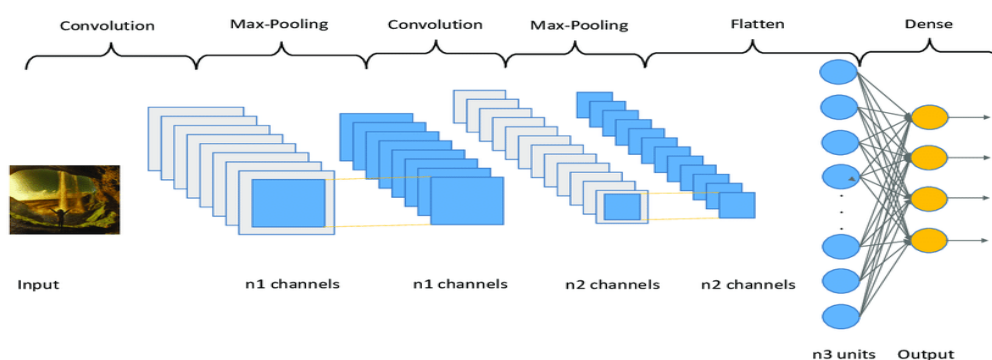 Convolution Max-Pooling Convolution Max-Pooling Flatten Dense
Input n1 channels n1 channels n2 channels n2 channels
n3 units Output